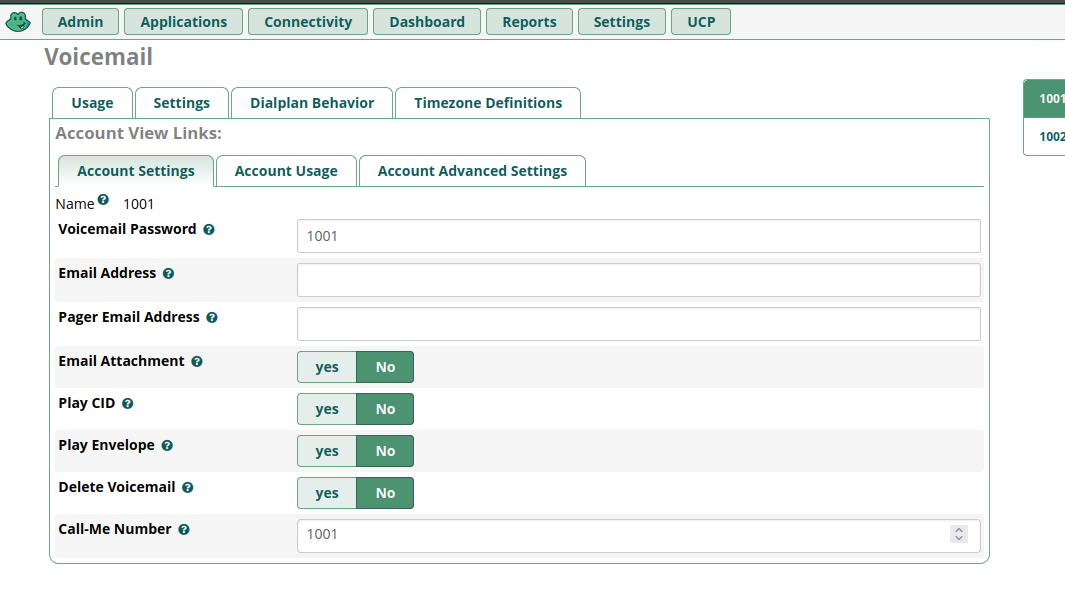 Admin Applications Connectivity Dashboard Reports Settings UCP
Voicemail
Usage Settings Dialplan Behavior Timezone Definitions
1001
1002
Account View Links:
Account Settings Account Usage Account Advanced Settings
Name ? 1001
Voicemail Password ? 1001
Email Address ?
Pager Email Address ?
Email Attachment ? yes No
Play CID ? yes No
Play Envelope ? yes No
Delete Voicemail ? yes No
Call-Me Number ? 1001